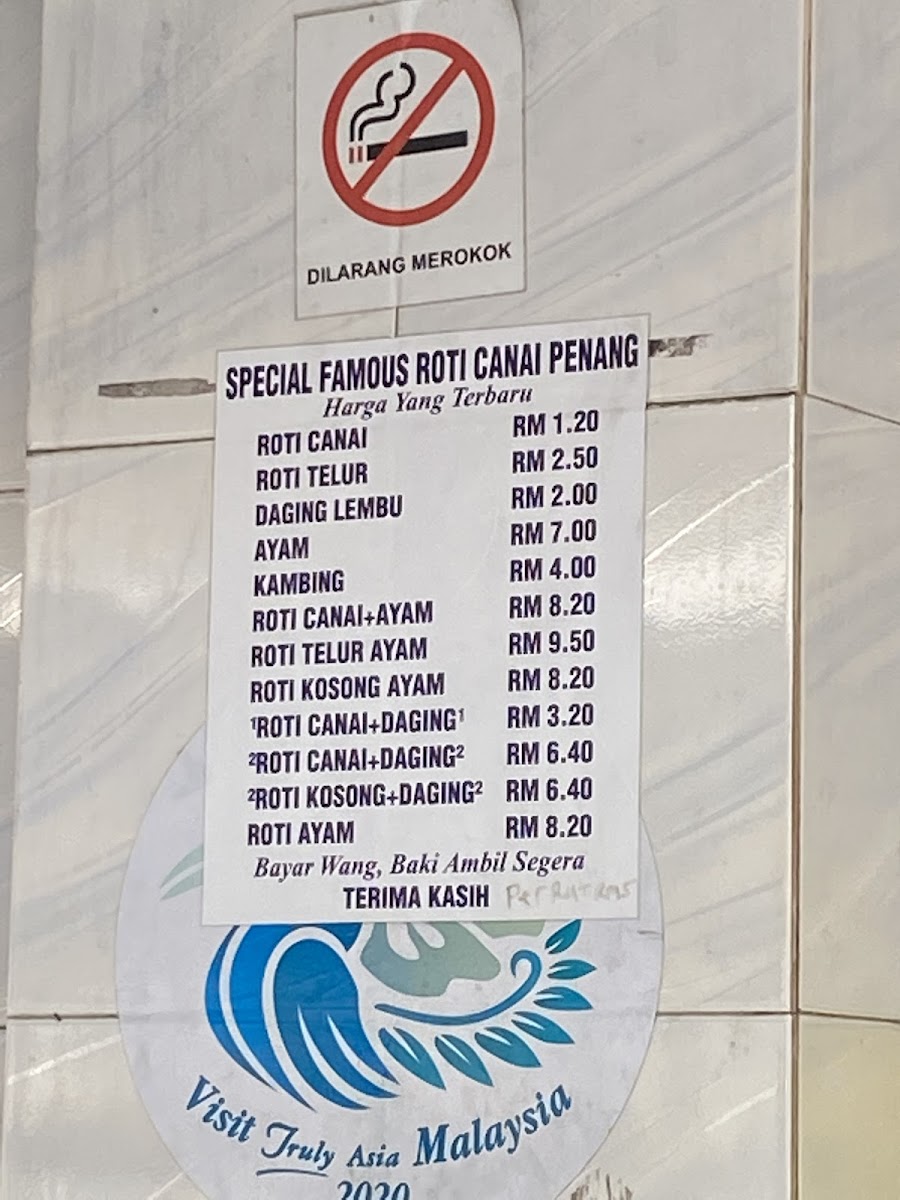 DILARANG MEROKOK
SPECIAL FAMOUS ROTI CANAI PENANG
Harga Yang Terbaru
ROTI CANAI RM 1.20
ROTI TELUR RM 2.50
DAGING LEMBU RM 2.00
AYAM RM 7.00
KAMBING RM 4.00
ROTI CANAI+AYAM RM 8.20
ROTI TELUR AYAM RM 9.50
ROTI KOSONG AYAM RM 8.20
¹ROTI CANAI+DAGING¹ RM 3.20
²ROTI CANAI+DAGING² RM 6.40
²ROTI KOSONG+DAGING² RM 6.40
ROTI AYAM RM 8.20
Bayar Wang, Baki Ambil Segera
TERIMA KASIH
Visit Truly Asia Malaysia
2020